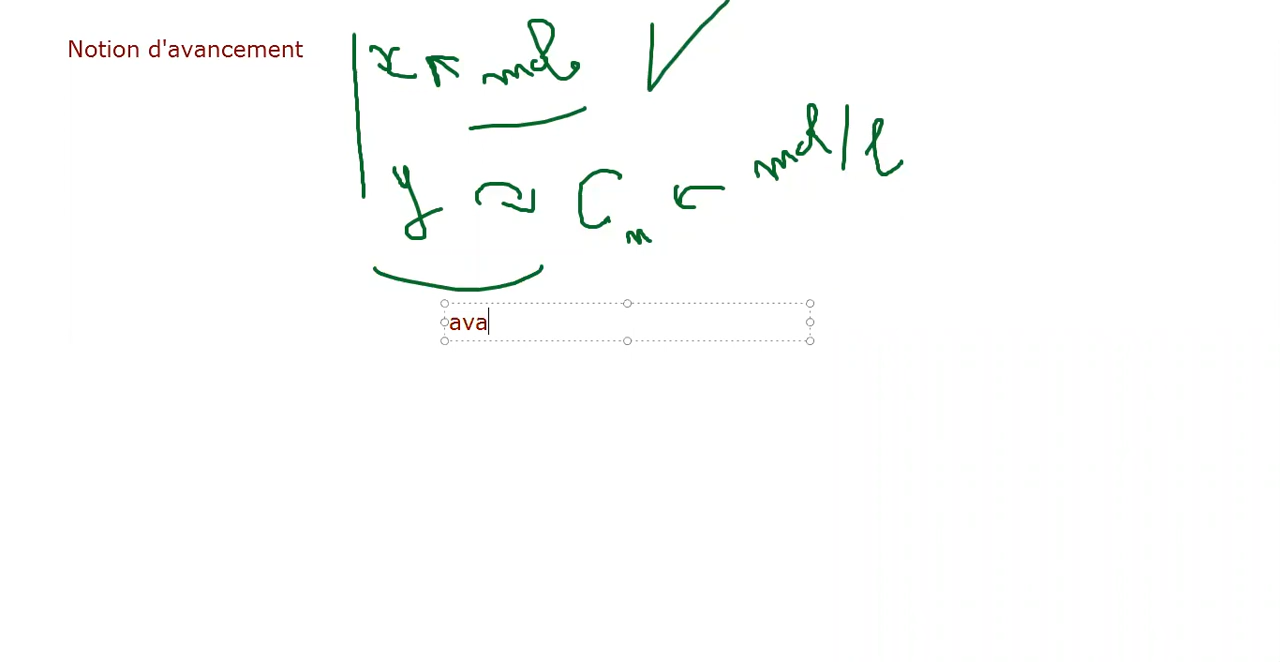 Notion d'avancement
x ← mol
y ~ Cm ← mol/l
ava